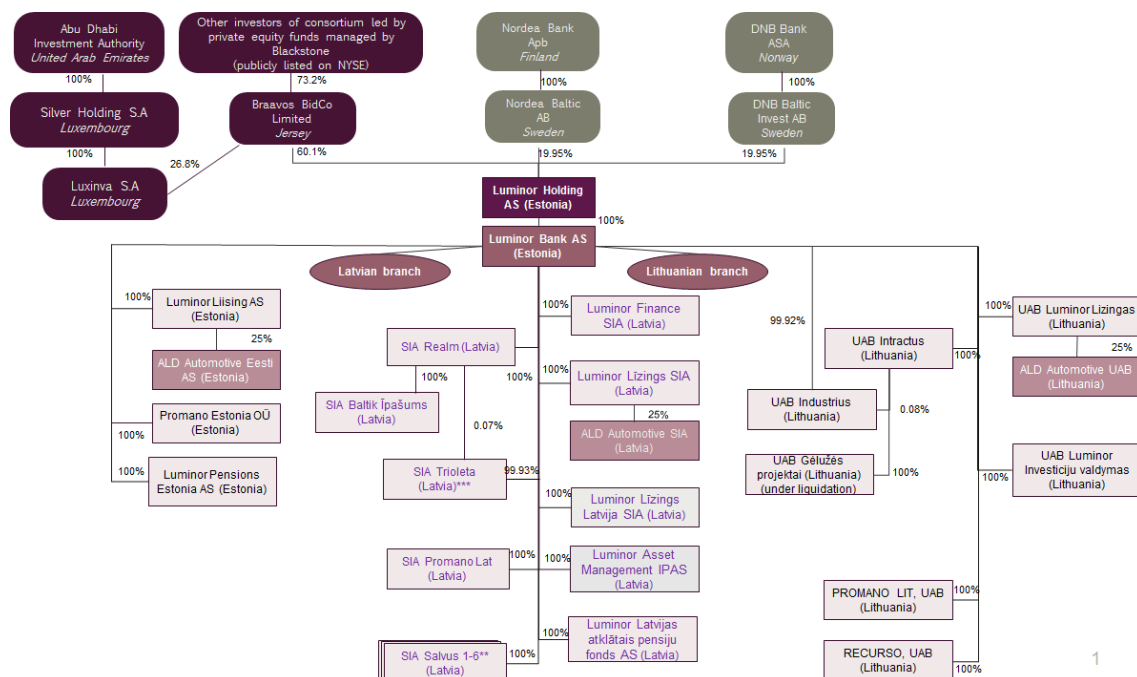 Abu Dhabi
Investment Authority
United Arab Emirates
Other investors of consortium led by
private equity funds managed by
Blackstone
(publicly listed on NYSE)
Nordea Bank
Apb
Finland
DNB Bank
ASA
Norway
100%
73.2%
100%
100%
Silver Holding S.A
Luxembourg
Braavos BidCo
Limited
Jersey
Nordea Baltic
AB
Sweden
DNB Baltic
Invest AB
Sweden
100%
26.8%
60.1%
19.95%
19.95%
Luxinva S.A
Luxembourg
Luminor Holding
AS (Estonia)
100%
Luminor Bank AS
(Estonia)
Latvian branch
Lithuanian branch
100%
Luminor Liising AS
(Estonia)
25%
ALD Automotive Eesti
AS (Estonia)
100%
Promano Estonia OÜ
(Estonia)
100%
Luminor Pensions
Estonia AS (Estonia)
100%
Luminor Finance
SIA (Latvia)
SIA Realm (Latvia)
100%
100%
100%
Luminor Līzings SIA
(Latvia)
SIA Baltik Īpašums
(Latvia)
0.07%
25%
ALD Automotive SIA
(Latvia)
SIA Trioleta
(Latvia)***
99.93%
100%
Luminor Līzings
Latvija SIA (Latvia)
SIA Promano Lat
(Latvia)
100%
100%
Luminor Asset
Management IPAS
(Latvia)
100%
Luminor Latvijas
atklātais pensiju
fonds AS (Latvia)
SIA Salvus 1-6**
(Latvia)
100%
99.92%
UAB Intractus
(Lithuania)
100%
100%
UAB Luminor Lizingas
(Lithuania)
25%
ALD Automotive UAB
(Lithuania)
UAB Industrius
(Lithuania)
0.08%
UAB Gėlužės
projektai (Lithuania)
(under liquidation)
100%
100%
UAB Luminor
Investiciju valdymas
(Lithuania)
PROMANO LIT, UAB
(Lithuania)
100%
RECURSO, UAB
(Lithuania)
100%
1